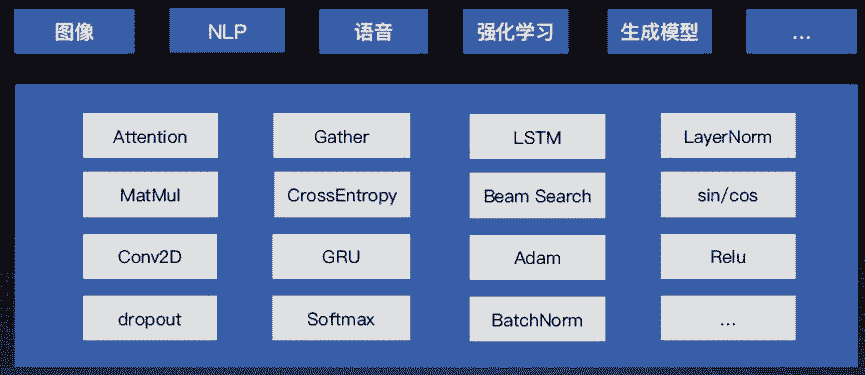 图像
NLP
语音
强化学习
生成模型
...
Attention
Gather
LSTM
LayerNorm
MatMul
CrossEntropy
Beam Search
sin/cos
Conv2D
GRU
Adam
Relu
dropout
Softmax
BatchNorm
...